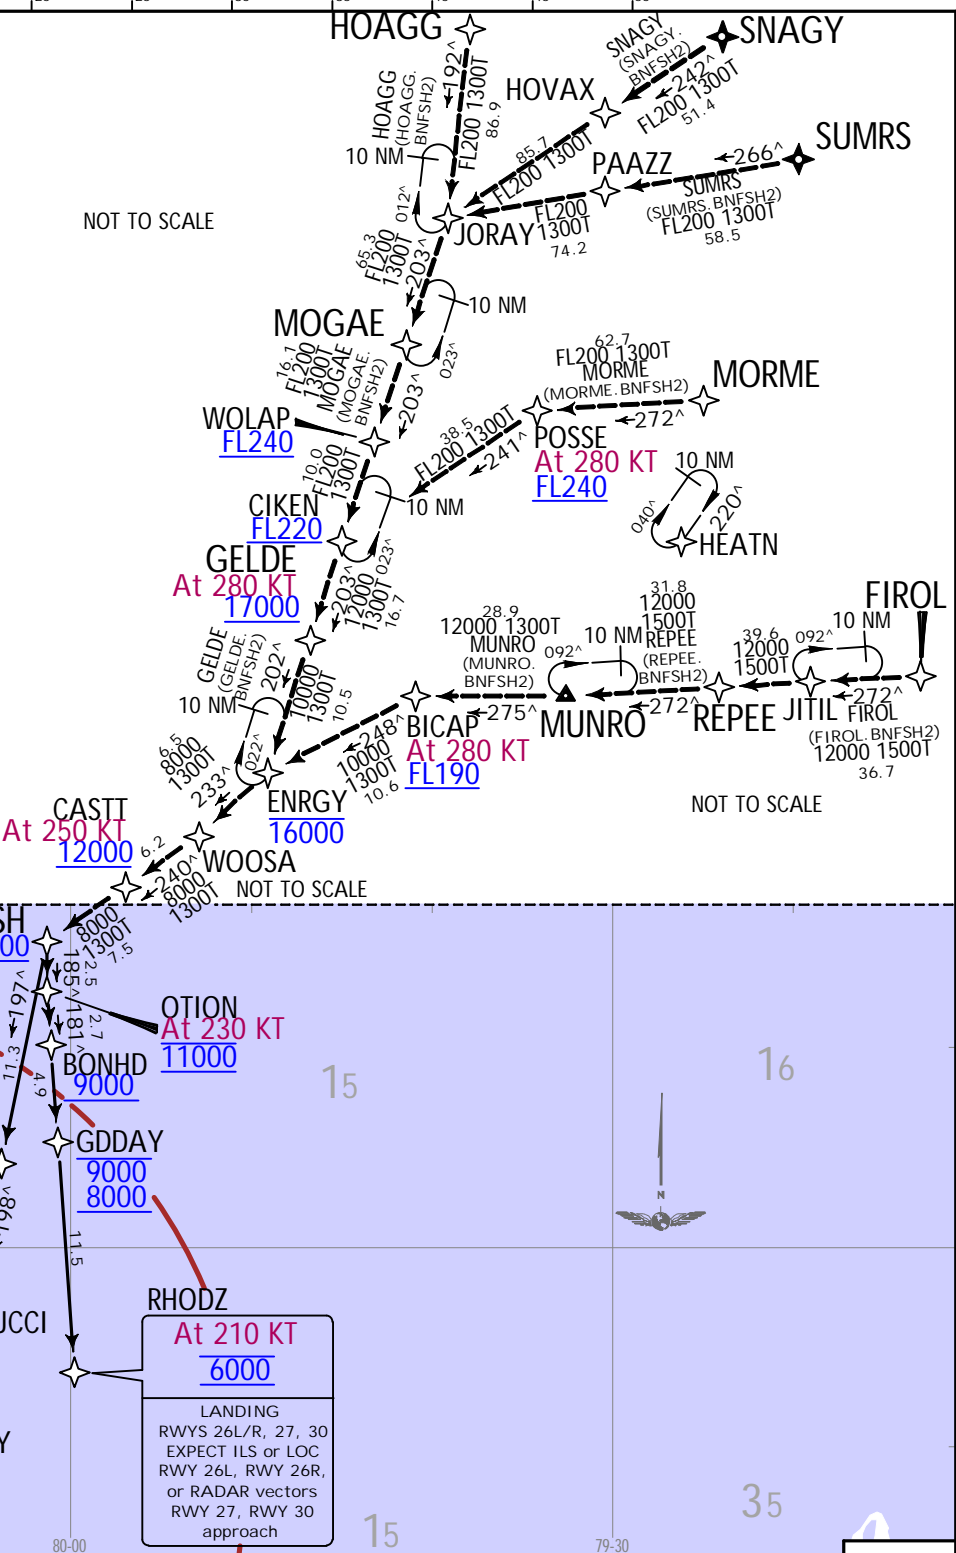 HOAGG
192^
FL200 1300T
86.9
HOAGG
(HOAGG.
BNFSH2)
SNAGY
SNAGY
(SNAGY.
BNFSH2)
242^
FL200 1300T
51.4
HOVAX
85.7
FL200 1300T
SUMRS
266^
SUMRS
(SUMRS.BNFSH2)
FL200 1300T
58.5
PAAZZ
FL200
1300T
74.2
10 NM
012^
JORAY
NOT TO SCALE
65.3
FL200
1300T
203^
10 NM
023^
MOGAE
16.1
FL200
1300T
MOGAE
(MOGAE.
BNFSH2)
203^
62.7
FL200 1300T
MORME
(MORME.BNFSH2)
MORME
272^
WOLAP
FL240
38.5
FL200 1300T
241^
POSSE
At 280 KT
FL240
10 NM
040^
220^
HEATN
10.0
FL200
1300T
10 NM
023^
CIKEN
FL220
GELDE
At 280 KT
17000
203^
12000
1300T
16.7
GELDE
(GELDE.
BNFSH2)
202^
10000
1300T
10.5
28.9
12000 1300T
MUNRO
(MUNRO.
BNFSH2)
275^
092^
10 NM
MUNRO
31.8
12000
1500T
REPEE
(REPEE.
BNFSH2)
272^
REPEE
39.6
12000
1500T
092^
10 NM
JITIL
FIROL
272^
FIROL
(FIROL.BNFSH2)
12000 1500T
36.7
BICAP
At 280 KT
FL190
248^
10000
1300T
10.6
10 NM
022^
6.5
8000
1300T
233^
ENRGY
16000
NOT TO SCALE
CASTT
At 250 KT
12000
6.2
WOOSA
240^
8000
1300T
NOT TO SCALE
SH
00
8000
1300T
7.5
185^
2.5
197^
11.3
181^
2.7
OTION
At 230 KT
11000
BONHD
9000
4.9
GDDAY
9000
8000
198^
11.5
15
16
N
UCCI
RHODZ
At 210 KT
6000
LANDING
RWYS 26L/R, 27, 30
EXPECT ILS or LOC
RWY 26L, RWY 26R,
or RADAR vectors
RWY 27, RWY 30
approach
Y
15
35
80-00
79-30